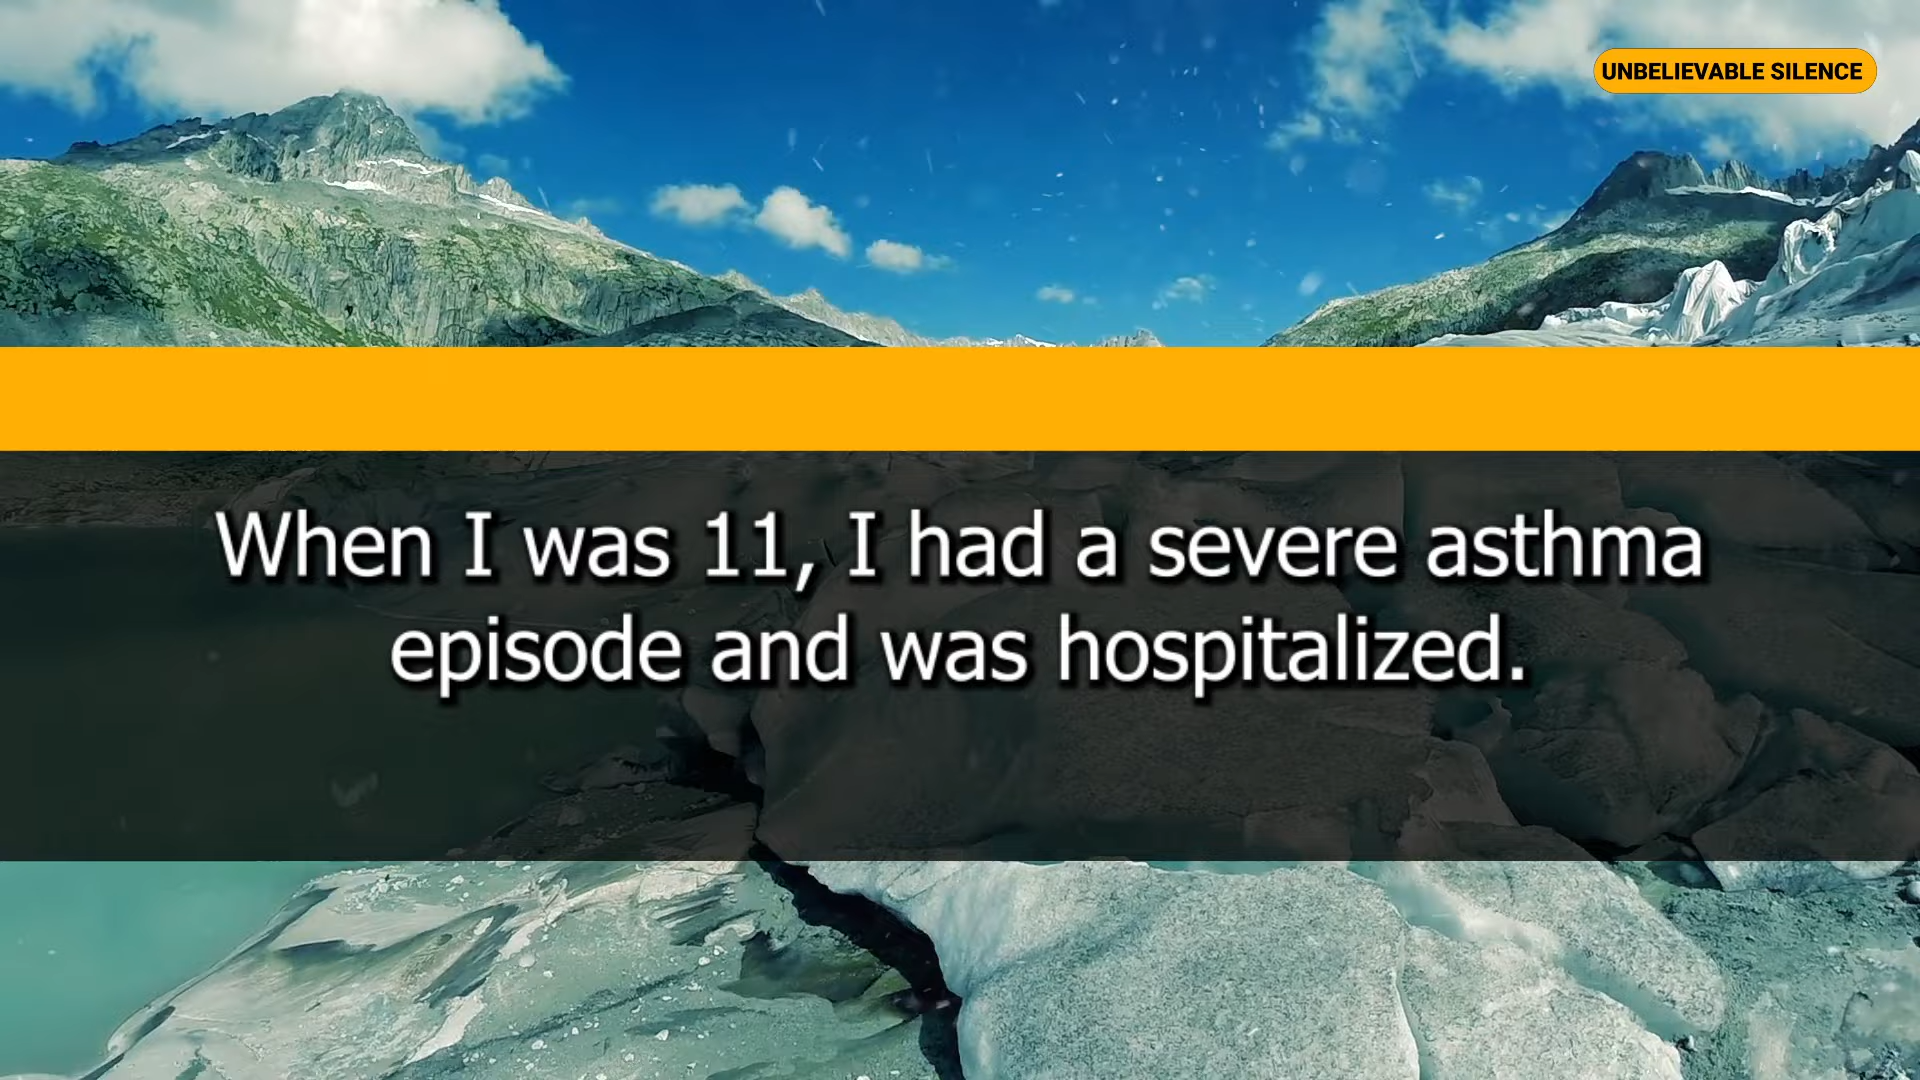 UNBELIEVABLE SILENCE
When I was 11, I had a severe asthma
episode and was hospitalized.